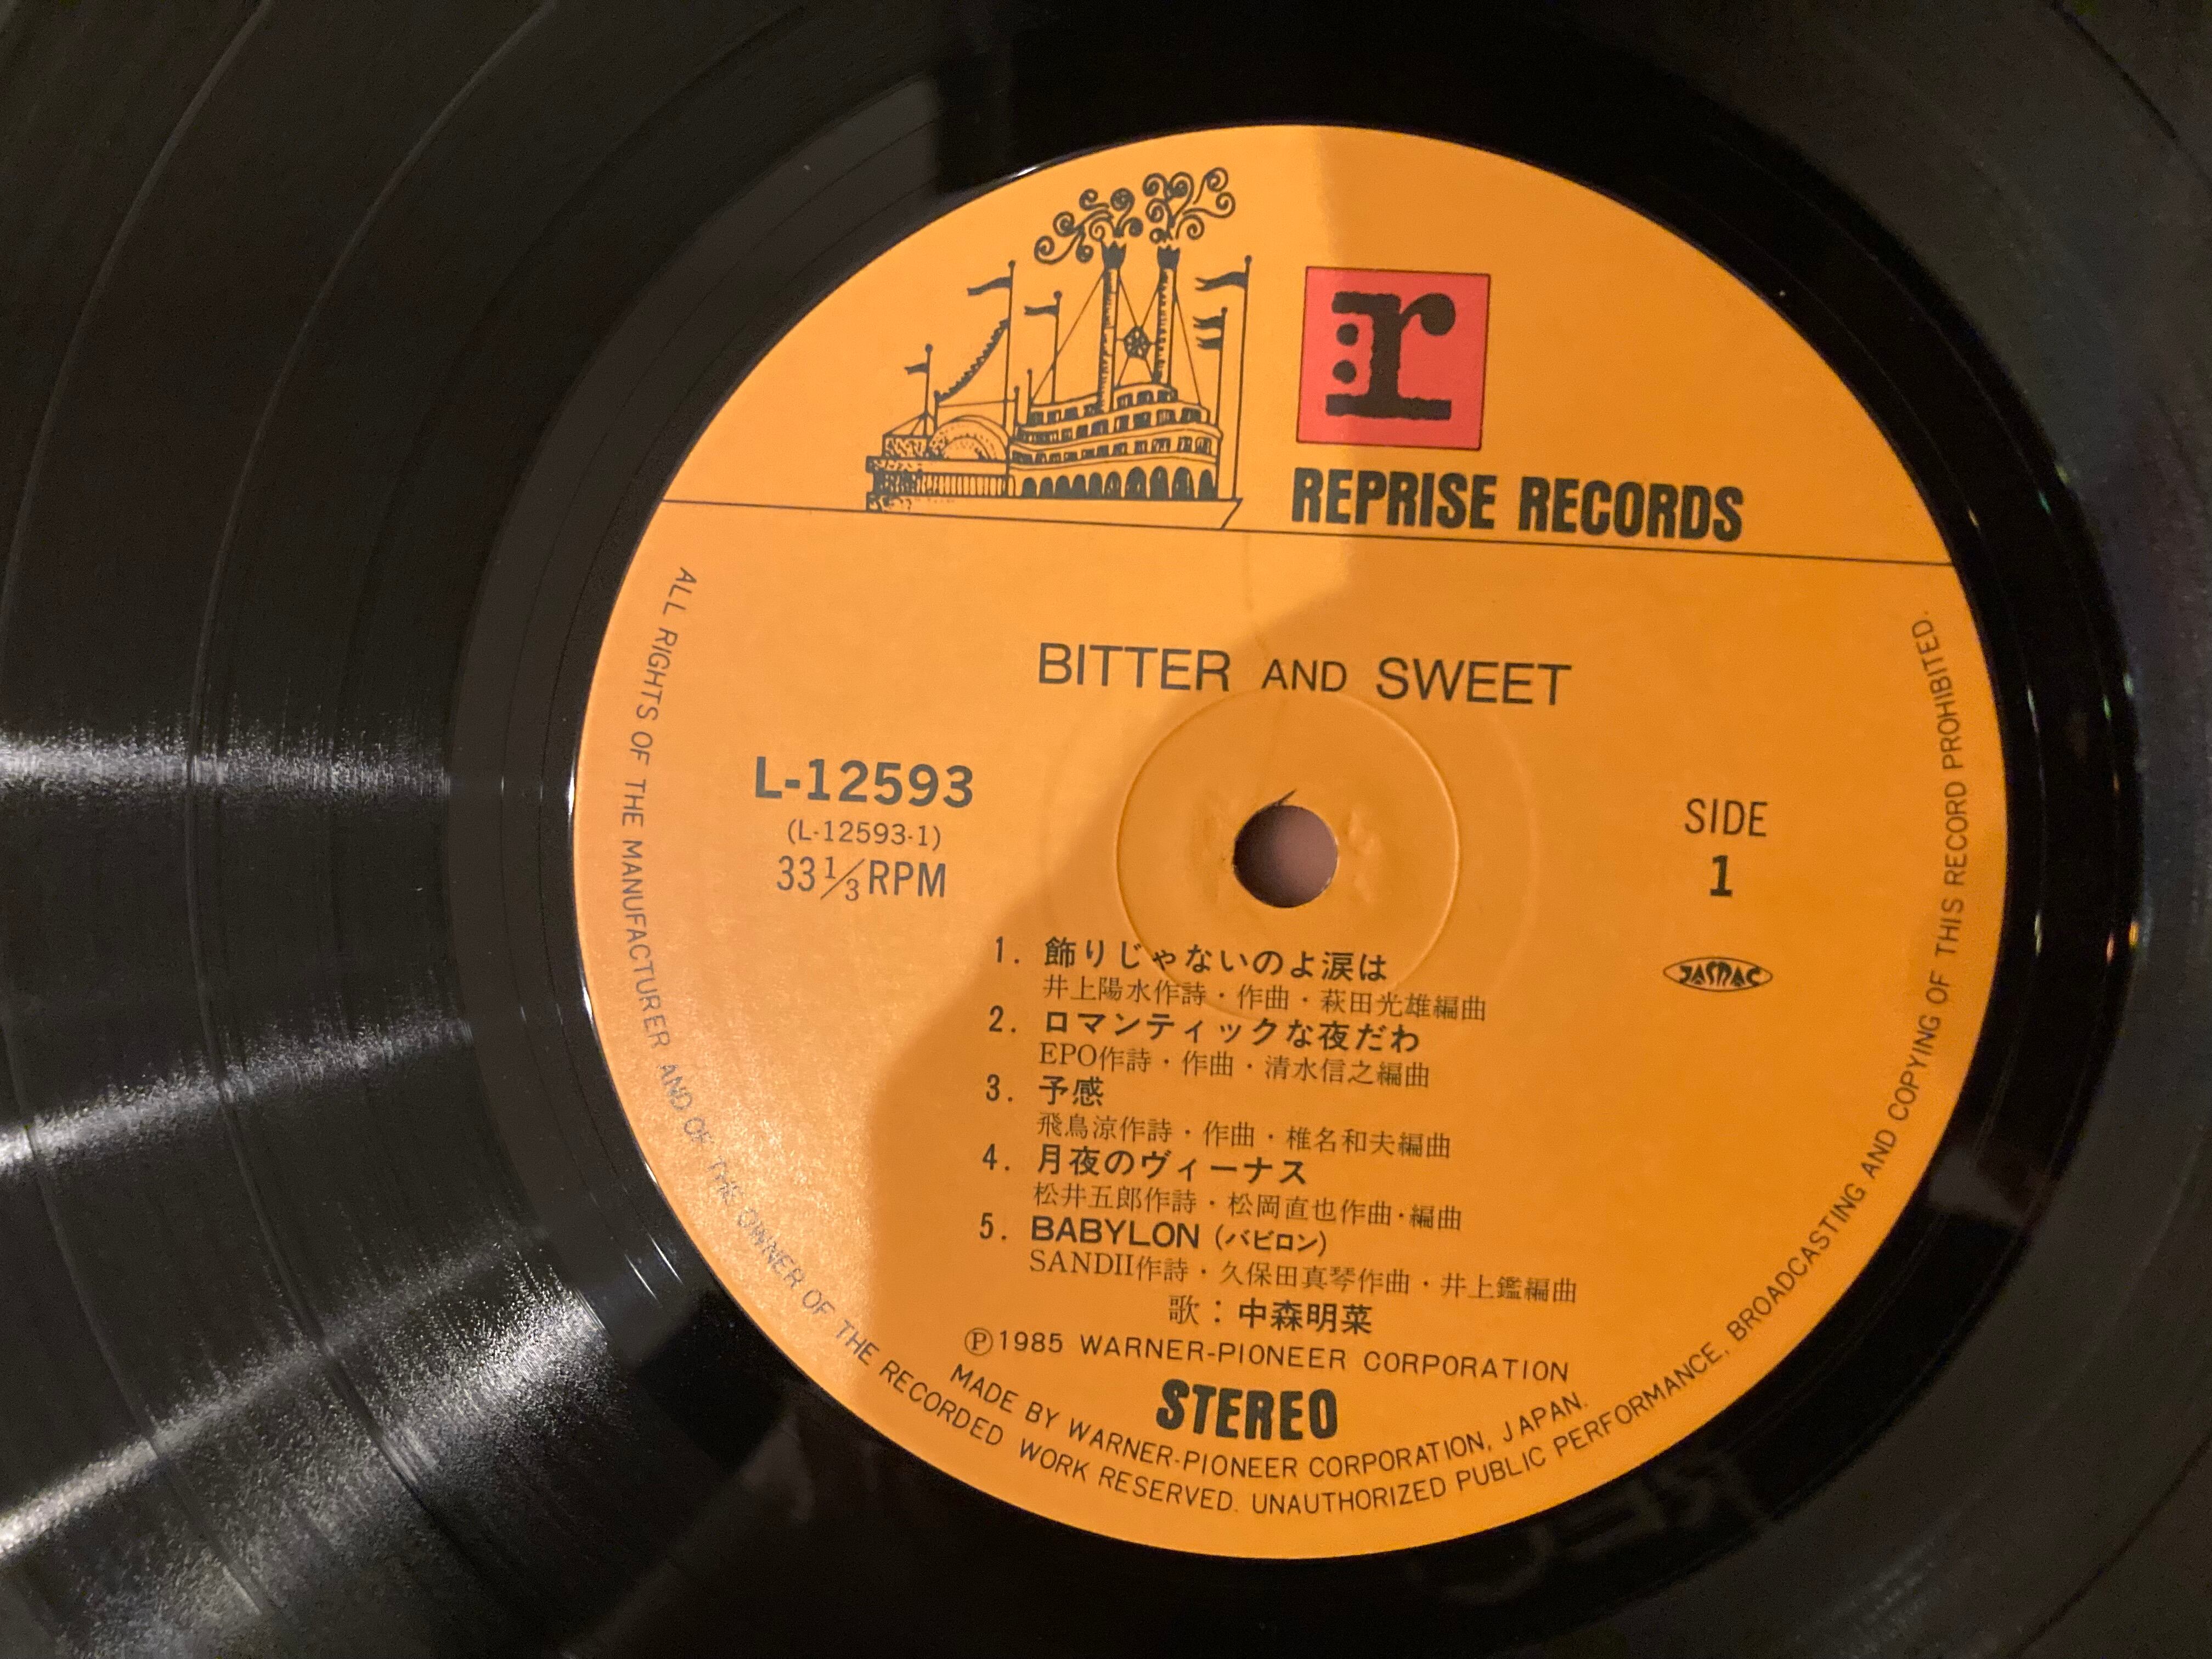 r:
REPRISE RECORDS
BITTER AND SWEET
L-12593
(L-12593-1)
33 1/3 RPM
SIDE
1
JASRAC
1. 飾りじゃないのよ涙は
井上陽水作詩・作曲・萩田光雄編曲
2. ロマンティックな夜だわ
EPO作詩・作曲・清水信之編曲
3. 予感
飛鳥涼作詩・作曲・椎名和夫編曲
4. 月夜のヴィーナス
松井五郎作詩・松岡直也作曲・編曲
5. BABYLON (バビロン)
SANDII作詩・久保田真琴作曲・井上鑑編曲
歌：中森明菜
Ⓟ1985 WARNER-PIONEER CORPORATION
STEREO
MADE BY WARNER-PIONEER CORPORATION, JAPAN.
ALL RIGHTS OF THE MANUFACTURER AND OF THE OWNER OF THE RECORDED WORK RESERVED. UNAUTHORIZED PUBLIC PERFORMANCE, BROADCASTING AND COPYING OF THIS RECORD PROHIBITED.